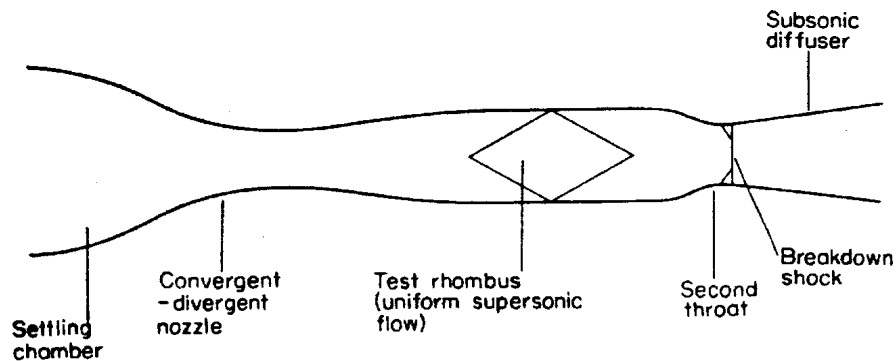 Subsonic
diffuser
Settling
chamber
Convergent
-divergent
nozzle
Test rhombus
(uniform supersonic
flow)
Second
throat
Breakdown
shock